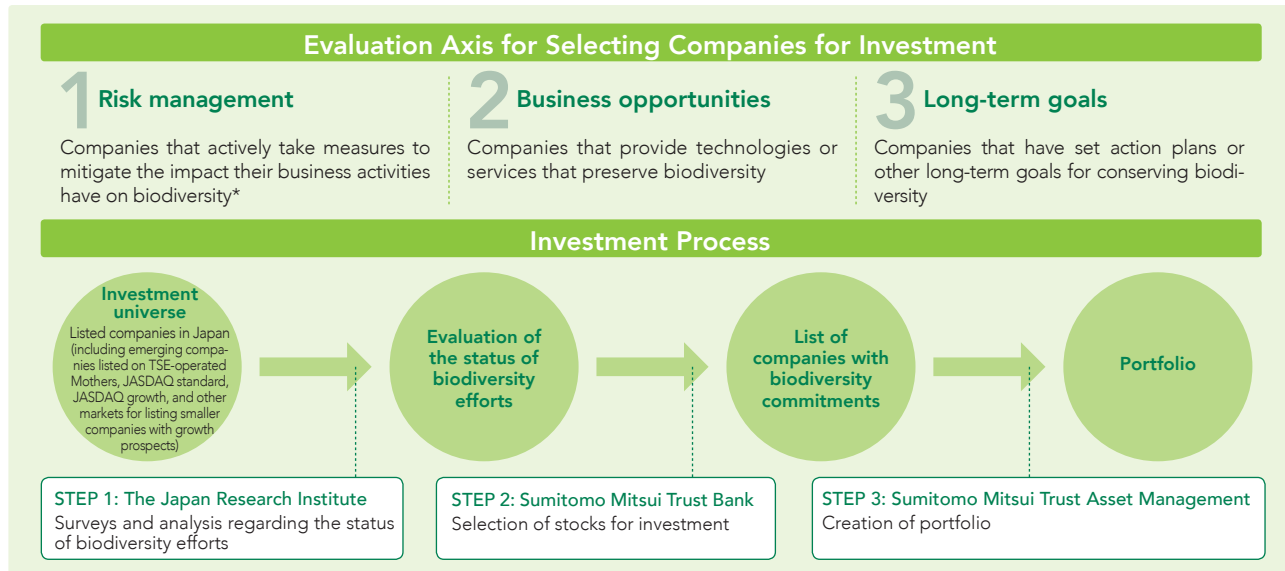 Evaluation Axis for Selecting Companies for Investment
1 Risk management
Companies that actively take measures to
mitigate the impact their business activities
have on biodiversity*
2 Business opportunities
Companies that provide technologies or
services that preserve biodiversity
3 Long-term goals
Companies that have set action plans or
other long-term goals for conserving biodi-
versity
Investment Process
Investment
universe
Listed companies in Japan
(including emerging compa-
nies listed on TSE-operated
Mothers, JASDAQ standard,
JASDAQ growth, and other
markets for listing smaller
companies with growth
prospects)
Evaluation of
the status of
biodiversity
efforts
List of
companies with
biodiversity
commitments
Portfolio
STEP 1: The Japan Research Institute
Surveys and analysis regarding the status
of biodiversity efforts
STEP 2: Sumitomo Mitsui Trust Bank
Selection of stocks for investment
STEP 3: Sumitomo Mitsui Trust Asset Management
Creation of portfolio